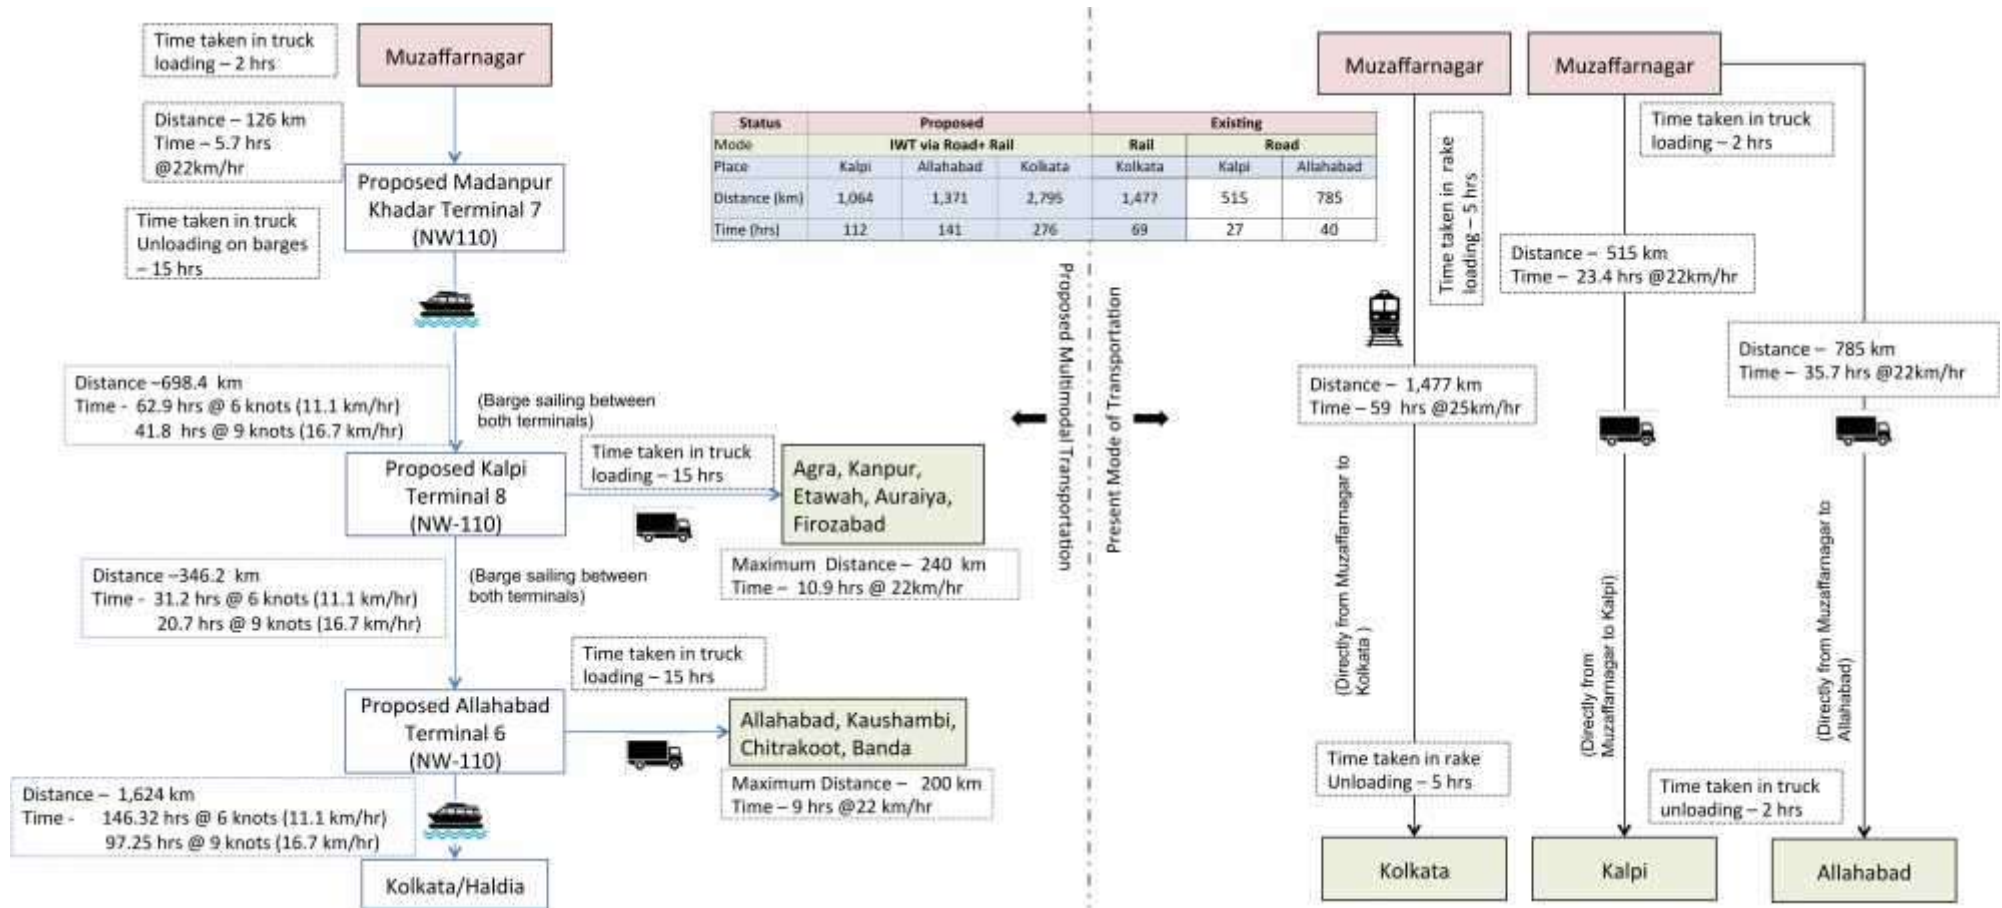 Time taken in truck
loading – 2 hrs
Muzaffarnagar
Distance – 126 km
Time – 5.7 hrs
@22km/hr
Proposed Madanpur
Khadar Terminal 7
(NW110)
Time taken in truck
Unloading on barges
– 15 hrs
Distance –698.4 km
Time - 62.9 hrs @ 6 knots (11.1 km/hr)
41.8 hrs @ 9 knots (16.7 km/hr)
(Barge sailing between
both terminals)
Proposed Kalpi
Terminal 8
(NW-110)
Time taken in truck
loading – 15 hrs
Agra, Kanpur,
Etawah, Auraiya,
Firozabad
Maximum Distance – 240 km
Time – 10.9 hrs @ 22km/hr
Distance –346.2 km
Time - 31.2 hrs @ 6 knots (11.1 km/hr)
20.7 hrs @ 9 knots (16.7 km/hr)
(Barge sailing between
both terminals)
Time taken in truck
loading – 15 hrs
Proposed Allahabad
Terminal 6
(NW-110)
Allahabad, Kaushambi,
Chitrakoot, Banda
Maximum Distance – 200 km
Time – 9 hrs @22 km/hr
Distance – 1,624 km
Time - 146.32 hrs @ 6 knots (11.1 km/hr)
97.25 hrs @ 9 knots (16.7 km/hr)
Kolkata/Haldia
Status Proposed Existing
Mode IWT via Road+ Rail Rail Road
Place Kalpi Allahabad Kolkata Kolkata Kalpi Allahabad
Distance (km) 1,064 1,371 2,795 1,477 515 785
Time (hrs) 112 141 276 69 27 40
Proposed Multimodal Transportation
Present Mode of Transportation
Muzaffarnagar
Time taken in rake
loading – 5 hrs
Distance – 1,477 km
Time – 59 hrs @25km/hr
(Directly from Muzaffarnagar to
Kolkata )
Time taken in rake
Unloading – 5 hrs
Kolkata
Muzaffarnagar
Time taken in truck
loading – 2 hrs
Distance – 515 km
Time – 23.4 hrs @22km/hr
(Directly from
Muzaffarnagar to Kalpi)
Kalpi
Distance – 785 km
Time – 35.7 hrs @22km/hr
(Directly from Muzaffarnagar to
Allahabad)
Time taken in truck
unloading – 2 hrs
Allahabad